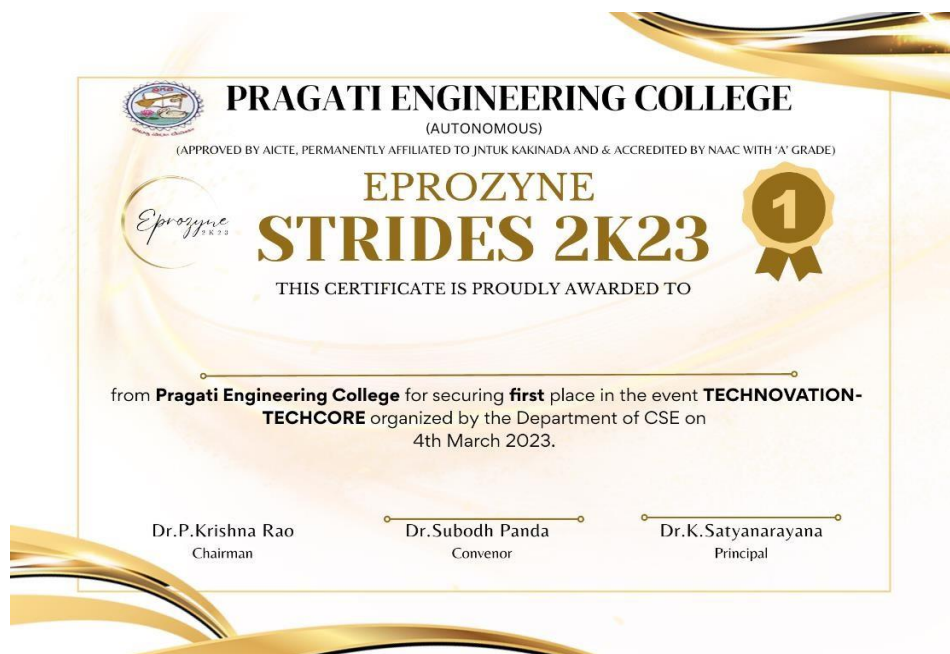 PRAGATI ENGINEERING COLLEGE
(AUTONOMOUS)
(APPROVED BY AICTE, PERMANENTLY AFFILIATED TO JNTUK KAKINADA AND & ACCREDITED BY NAAC WITH ‘A’ GRADE)
Eprozyne
2K23
EPROZYNE
STRIDES 2K23
1
THIS CERTIFICATE IS PROUDLY AWARDED TO
from Pragati Engineering College for securing first place in the event TECHNOVATION-
TECHCORE organized by the Department of CSE on
4th March 2023.
Dr.P.Krishna Rao
Chairman
Dr.Subodh Panda
Convenor
Dr.K.Satyanarayana
Principal